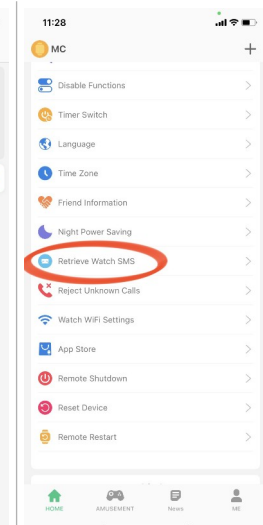 11:28
MC
Disable Functions
Timer Switch
Language
Time Zone
Friend Information
Night Power Saving
Retrieve Watch SMS
Reject Unknown Calls
Watch WiFi Settings
App Store
Remote Shutdown
Reset Device
Remote Restart
HOME AMUSEMENT News ME